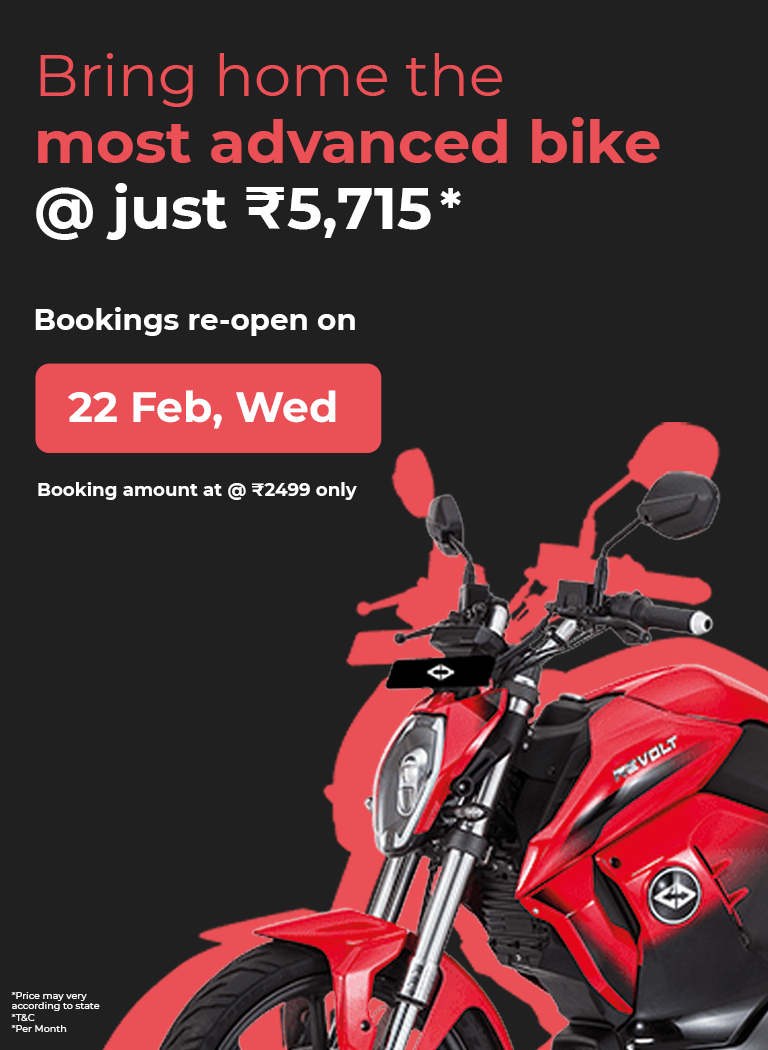 Bring home the
most advanced bike
@ just ₹5,715*
Bookings re-open on
22 Feb, Wed
Booking amount at @ ₹2499 only
REVOLT
*Price may very
according to state
*T&C
*Per Month